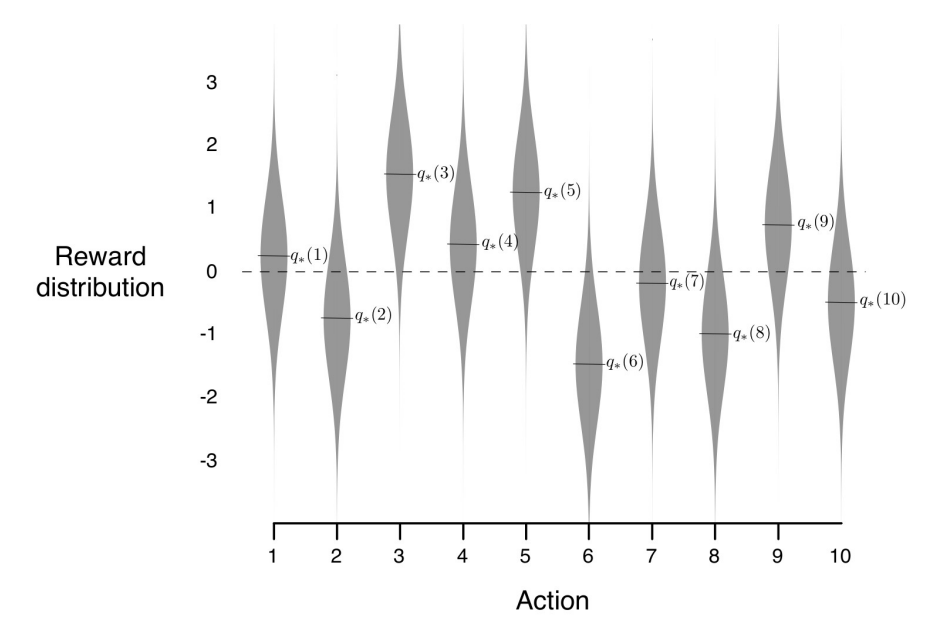 3
2
1
0
-1
-2
-3
Reward
distribution
q∗(1)
q∗(2)
q∗(3)
q∗(4)
q∗(5)
q∗(6)
q∗(7)
q∗(8)
q∗(9)
q∗(10)
1 2 3 4 5 6 7 8 9 10
Action